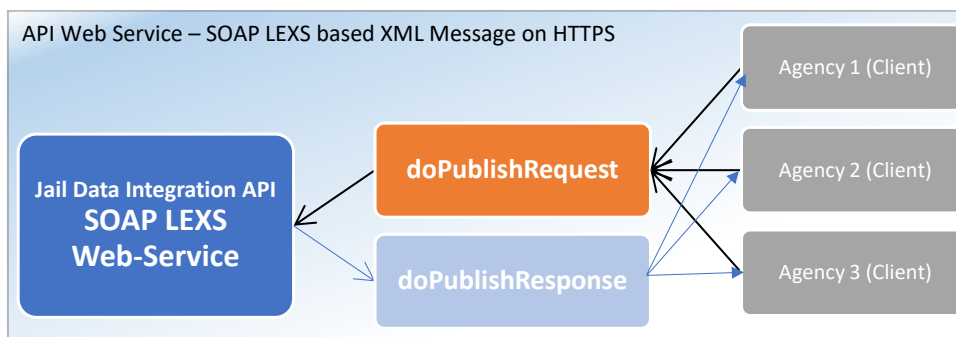 API Web Service – SOAP LEXS based XML Message on HTTPS
Agency 1 (Client)
doPublishRequest
Agency 2 (Client)
Jail Data Integration API
SOAP LEXS
Web-Service
doPublishResponse
Agency 3 (Client)